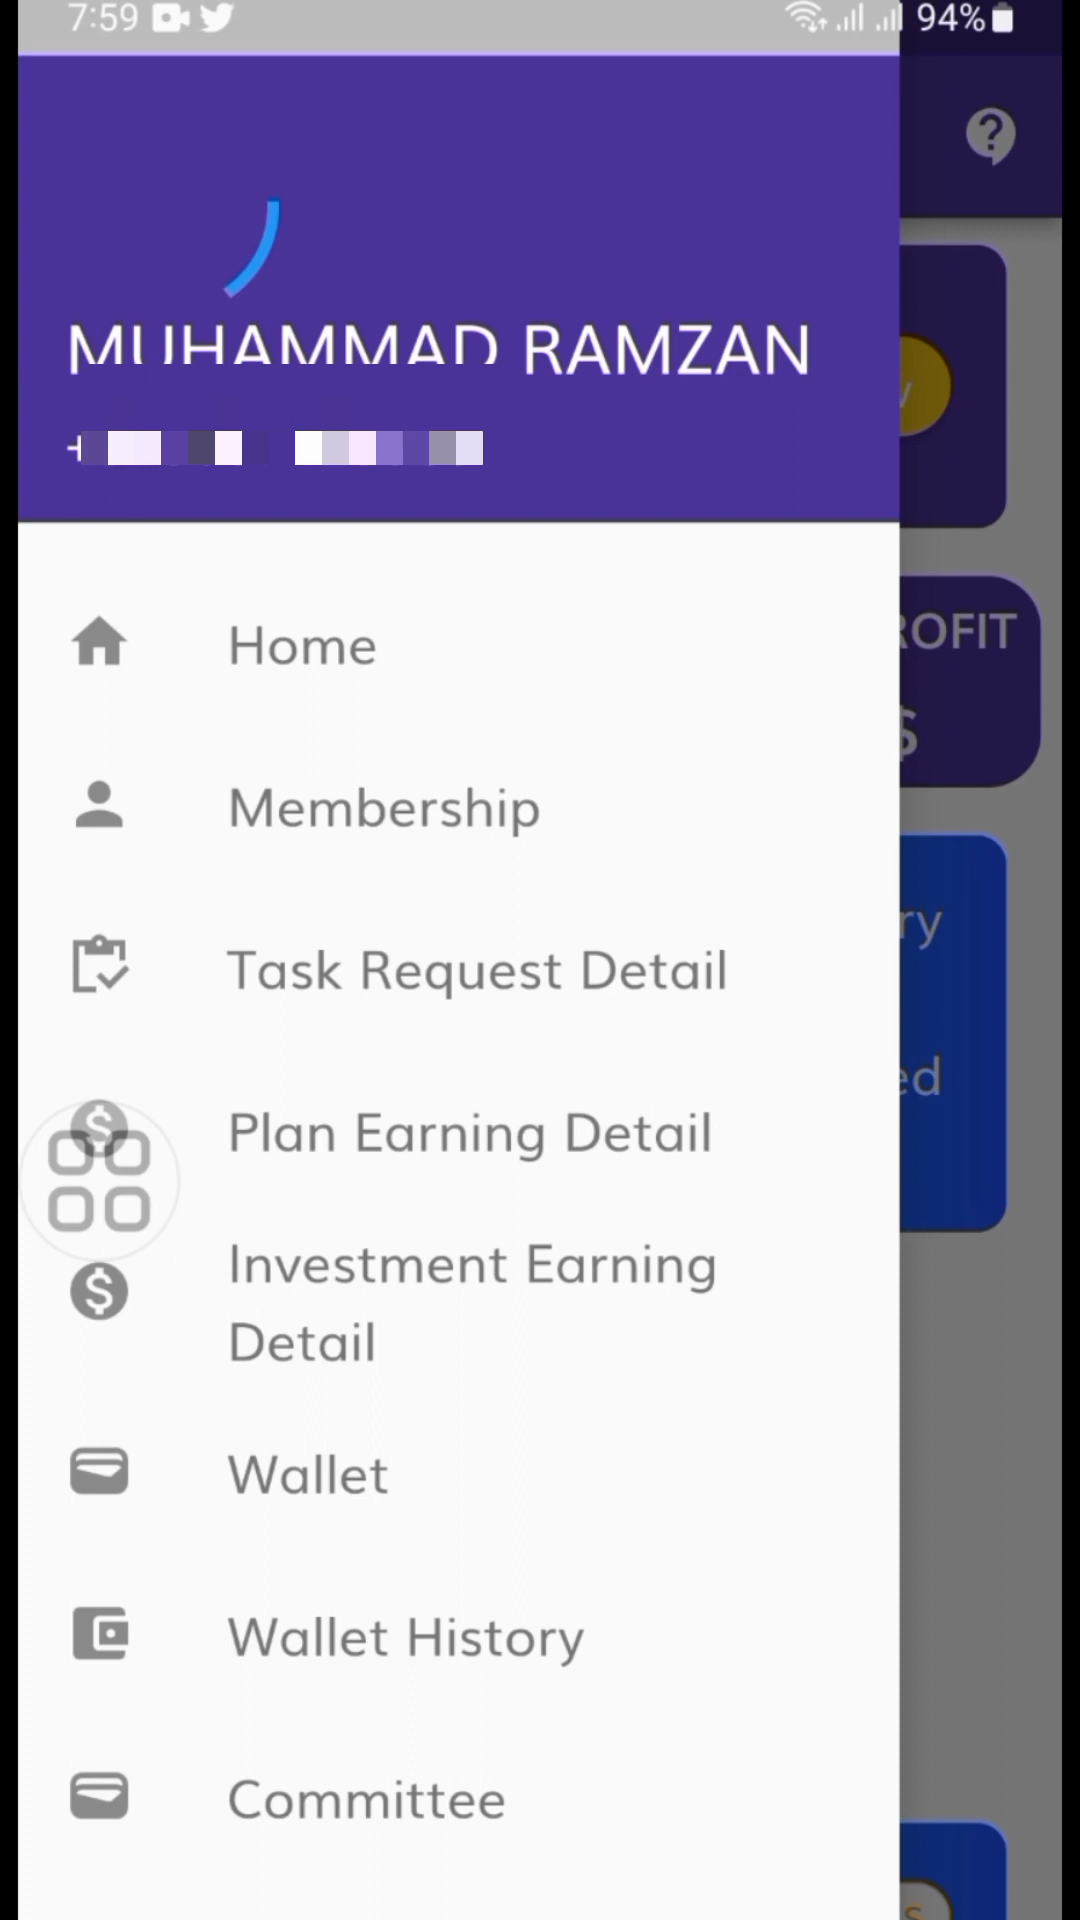 7:59
94%
MUHAMMAD RAMZAN
Home
Membership
Task Request Detail
Plan Earning Detail
Investment Earning
Detail
Wallet
Wallet History
Committee
$